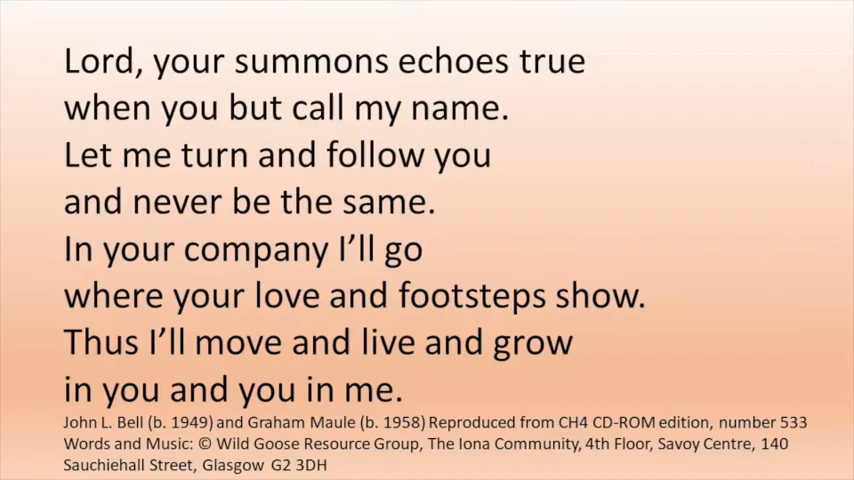 Lord, your summons echoes true
when you but call my name.
Let me turn and follow you
and never be the same.
In your company I’ll go
where your love and footsteps show.
Thus I’ll move and live and grow
in you and you in me.
John L. Bell (b. 1949) and Graham Maule (b. 1958) Reproduced from CH4 CD-ROM edition, number 533
Words and Music: © Wild Goose Resource Group, The Iona Community, 4th Floor, Savoy Centre, 140
Sauchiehall Street, Glasgow G2 3DH